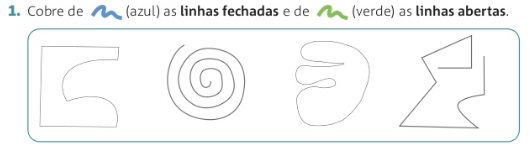 1. Cobre de (azul) as linhas fechadas e de (verde) as linhas abertas.